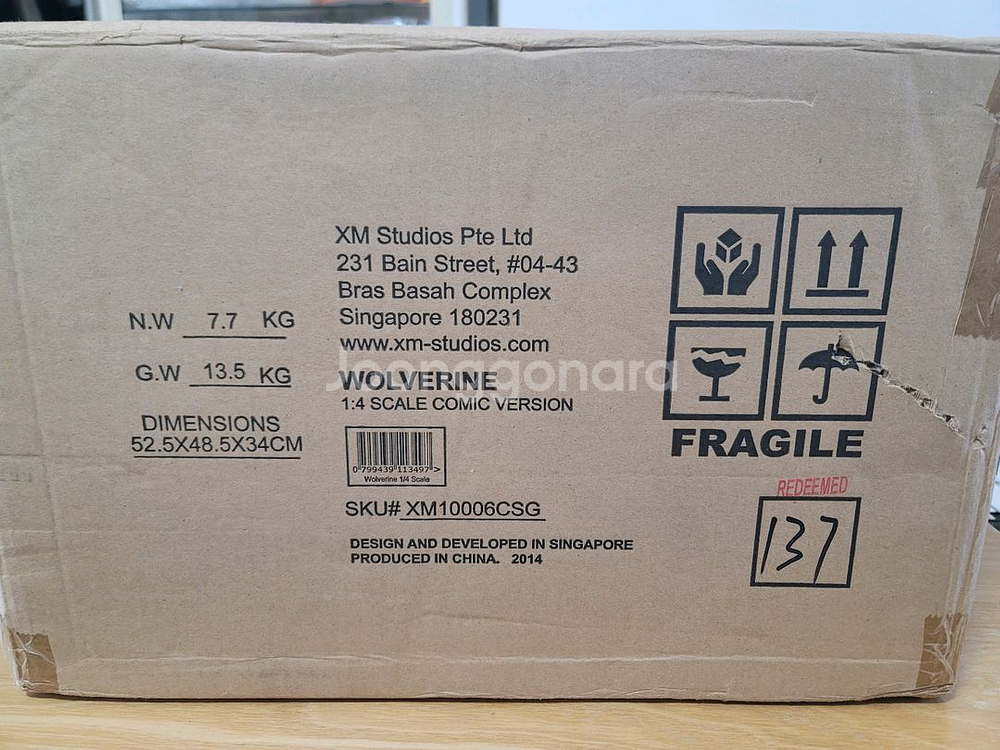 XM Studios Pte Ltd
231 Bain Street, #04-43
Bras Basah Complex
Singapore 180231
www.xm-studios.com
WOLVERINE
1:4 SCALE COMIC VERSION
0 799439 113497 >
Wolverine 1/4 Scale
SKU# XM10006CSG
DESIGN AND DEVELOPED IN SINGAPORE
PRODUCED IN CHINA. 2014
N.W 7.7 KG
G.W 13.5 KG
DIMENSIONS
52.5X48.5X34CM
FRAGILE
REDEEMED
137
Joonggonara